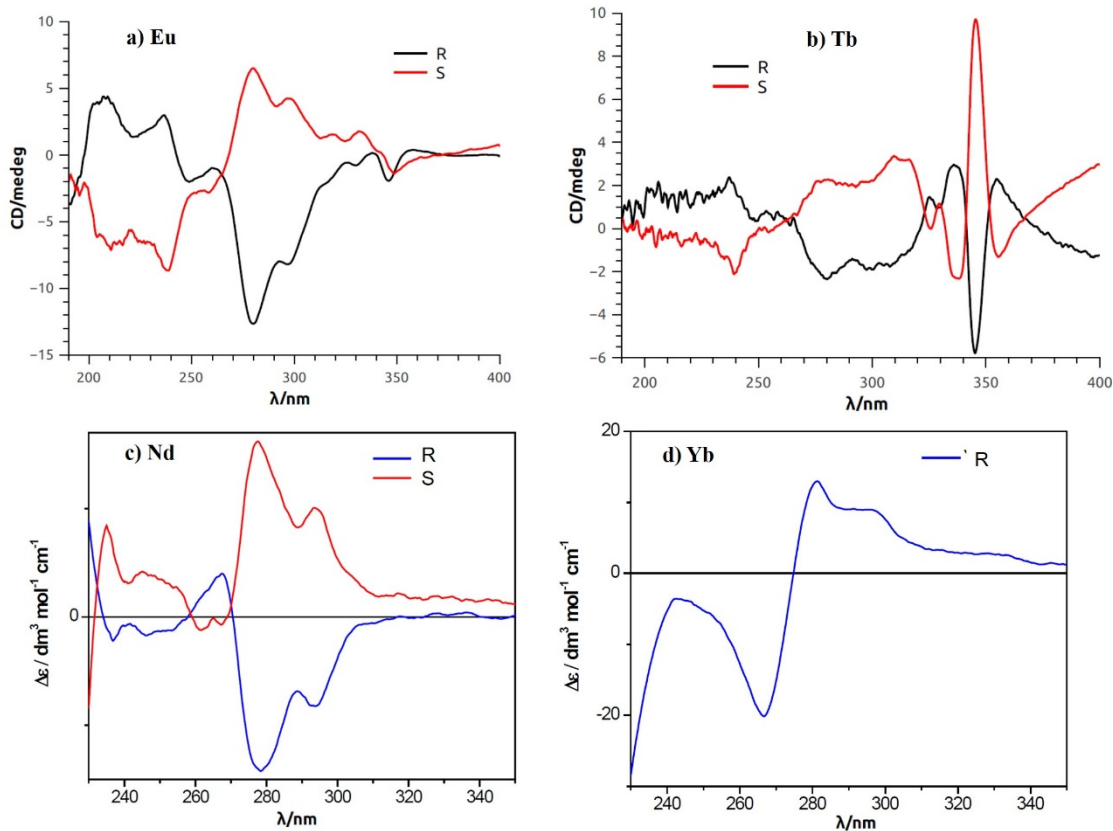 a) Eu
R
S
CD/medeg
10
5
0
-5
-10
-15
200
250
300
350
400
λ/nm
b) Tb
R
S
CD/medeg
10
8
6
4
2
0
-2
-4
-6
200
250
300
350
400
λ/nm
c) Nd
R
S
Δε / dm³ mol⁻¹ cm⁻¹
0
240
260
280
300
320
340
λ/nm
d) Yb
R
Δε / dm³ mol⁻¹ cm⁻¹
20
0
-20
240
260
280
300
320
340
λ/nm